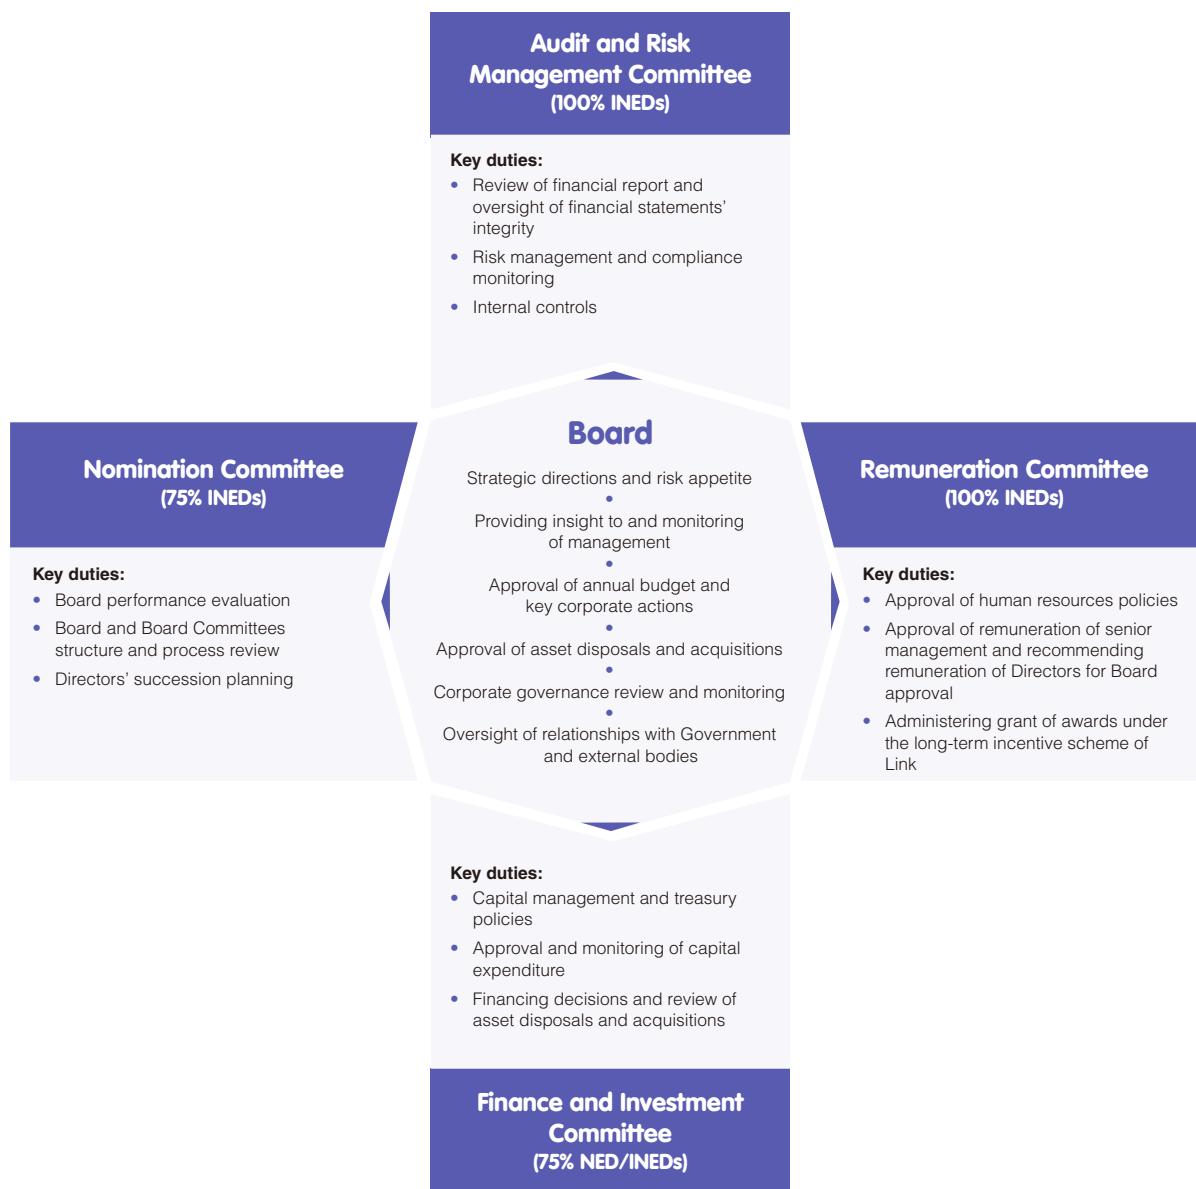 Audit and Risk
Management Committee
(100% INEDs)
Key duties:
• Review of financial report and
oversight of financial statements’
integrity
• Risk management and compliance
monitoring
• Internal controls
Nomination Committee
(75% INEDs)
Key duties:
• Board performance evaluation
• Board and Board Committees
structure and process review
• Directors’ succession planning
Board
Strategic directions and risk appetite
•
Providing insight to and monitoring
of management
•
Approval of annual budget and
key corporate actions
•
Approval of asset disposals and acquisitions
•
Corporate governance review and monitoring
•
Oversight of relationships with Government
and external bodies
Remuneration Committee
(100% INEDs)
Key duties:
• Approval of human resources policies
• Approval of remuneration of senior
management and recommending
remuneration of Directors for Board
approval
• Administering grant of awards under
the long-term incentive scheme of
Link
Key duties:
• Capital management and treasury
policies
• Approval and monitoring of capital
expenditure
• Financing decisions and review of
asset disposals and acquisitions
Finance and Investment
Committee
(75% NED/INEDs)